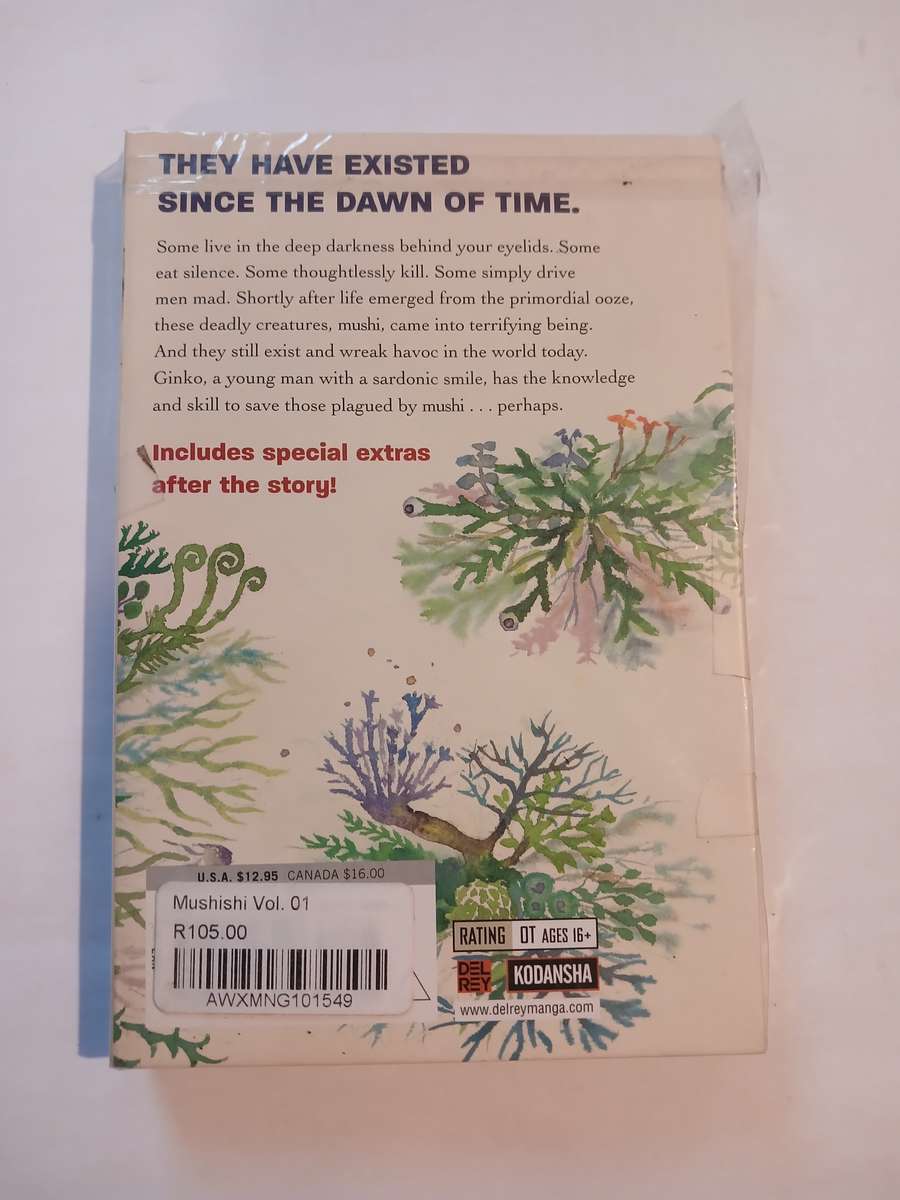 THEY HAVE EXISTED
SINCE THE DAWN OF TIME.
Some live in the deep darkness behind your eyelids. Some
eat silence. Some thoughtlessly kill. Some simply drive
men mad. Shortly after life emerged from the primordial ooze,
these deadly creatures, mushi, came into terrifying being.
And they still exist and wreak havoc in the world today.
Ginko, a young man with a sardonic smile, has the knowledge
and skill to save those plagued by mushi . . . perhaps.
Includes special extras
after the story!
U.S.A. $12.95 CANADA $16.00
Mushishi Vol. 01
R105.00
AWXMNG101549
RATING OT AGES 16+
DEL REY KODANSHA
www.delreymanga.com